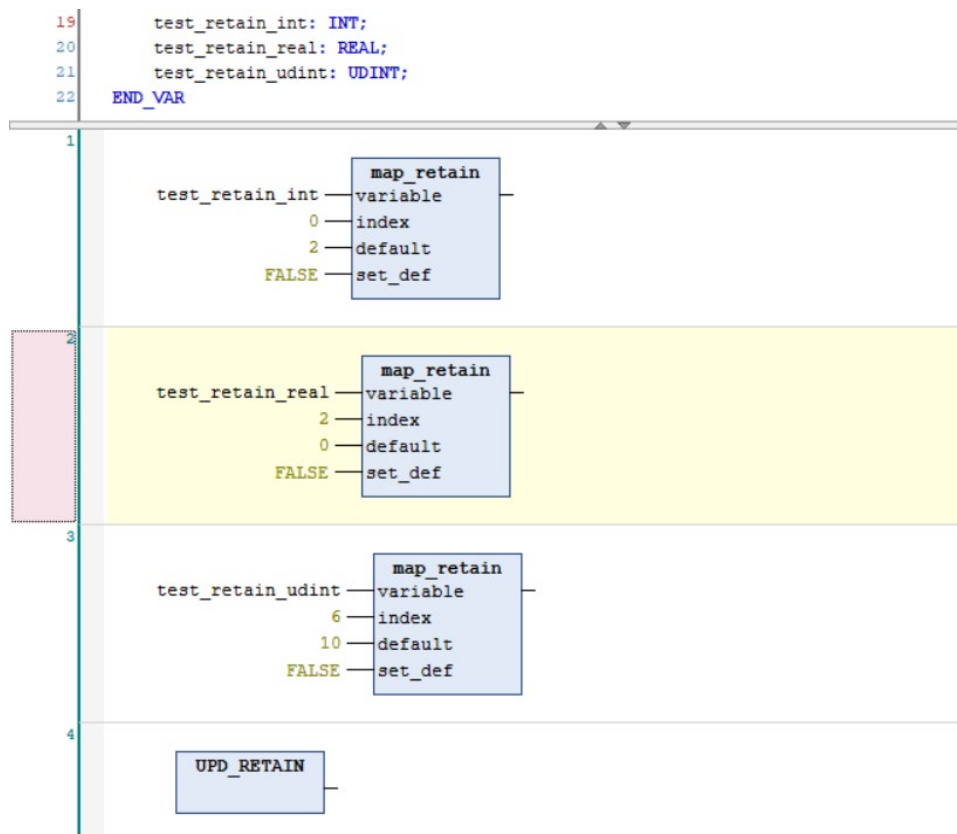 19 test_retain_int: INT;
20 test_retain_real: REAL;
21 test_retain_udint: UDINT;
22 END_VAR
1
map_retain
test_retain_int variable
0 index
2 default
FALSE set_def
2
map_retain
test_retain_real variable
2 index
0 default
FALSE set_def
3
map_retain
test_retain_udint variable
6 index
10 default
FALSE set_def
4
UPD_RETAIN